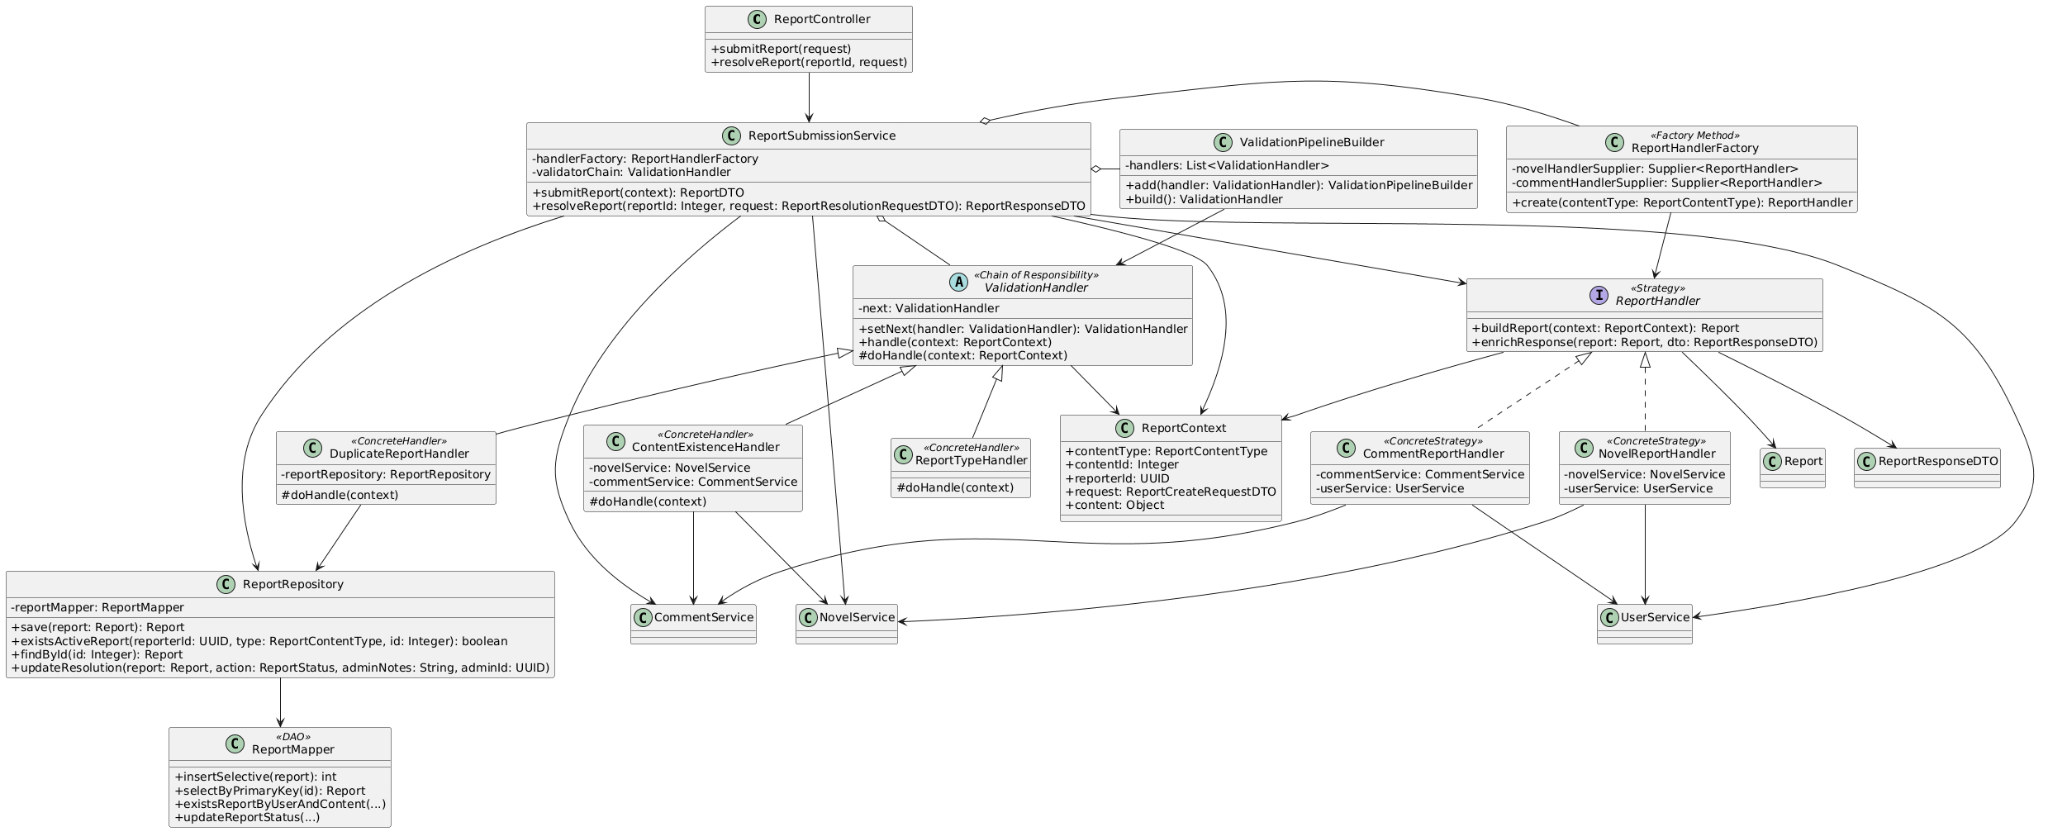 C ReportController
+submitReport(request)
+resolveReport(reportId, request)
C ReportSubmissionService
-handlerFactory: ReportHandlerFactory
-validatorChain: ValidationHandler
+submitReport(context): ReportDTO
+resolveReport(reportId: Integer, request: ReportResolutionRequestDTO): ReportResponseDTO
C ValidationPipelineBuilder
-handlers: List<ValidationHandler>
+add(handler: ValidationHandler): ValidationPipelineBuilder
+build(): ValidationHandler
«Factory Method»
C ReportHandlerFactory
-novelHandlerSupplier: Supplier<ReportHandler>
-commentHandlerSupplier: Supplier<ReportHandler>
+create(contentType: ReportContentType): ReportHandler
«Chain of Responsibility»
A ValidationHandler
-next: ValidationHandler
+setNext(handler: ValidationHandler): ValidationHandler
+handle(context: ReportContext)
#doHandle(context: ReportContext)
«Strategy»
I ReportHandler
+buildReport(context: ReportContext): Report
+enrichResponse(report: Report, dto: ReportResponseDTO)
«ConcreteHandler»
C DuplicateReportHandler
-reportRepository: ReportRepository
#doHandle(context)
«ConcreteHandler»
C ContentExistenceHandler
-novelService: NovelService
-commentService: CommentService
#doHandle(context)
«ConcreteHandler»
C ReportTypeHandler
#doHandle(context)
C ReportContext
+contentType: ReportContentType
+contentId: Integer
+reporterId: UUID
+request: ReportCreateRequestDTO
+content: Object
«ConcreteStrategy»
C CommentReportHandler
-commentService: CommentService
-userService: UserService
«ConcreteStrategy»
C NovelReportHandler
-novelService: NovelService
-userService: UserService
C Report
C ReportResponseDTO
C ReportRepository
-reportMapper: ReportMapper
+save(report: Report): Report
+existsActiveReport(reporterId: UUID, type: ReportContentType, id: Integer): boolean
+findById(id: Integer): Report
+updateResolution(report: Report, action: ReportStatus, adminNotes: String, adminId: UUID)
C CommentService
C NovelService
C UserService
«DAO»
C ReportMapper
+insertSelective(report): int
+selectByPrimaryKey(id): Report
+existsReportByUserAndContent(...)
+updateReportStatus(...)